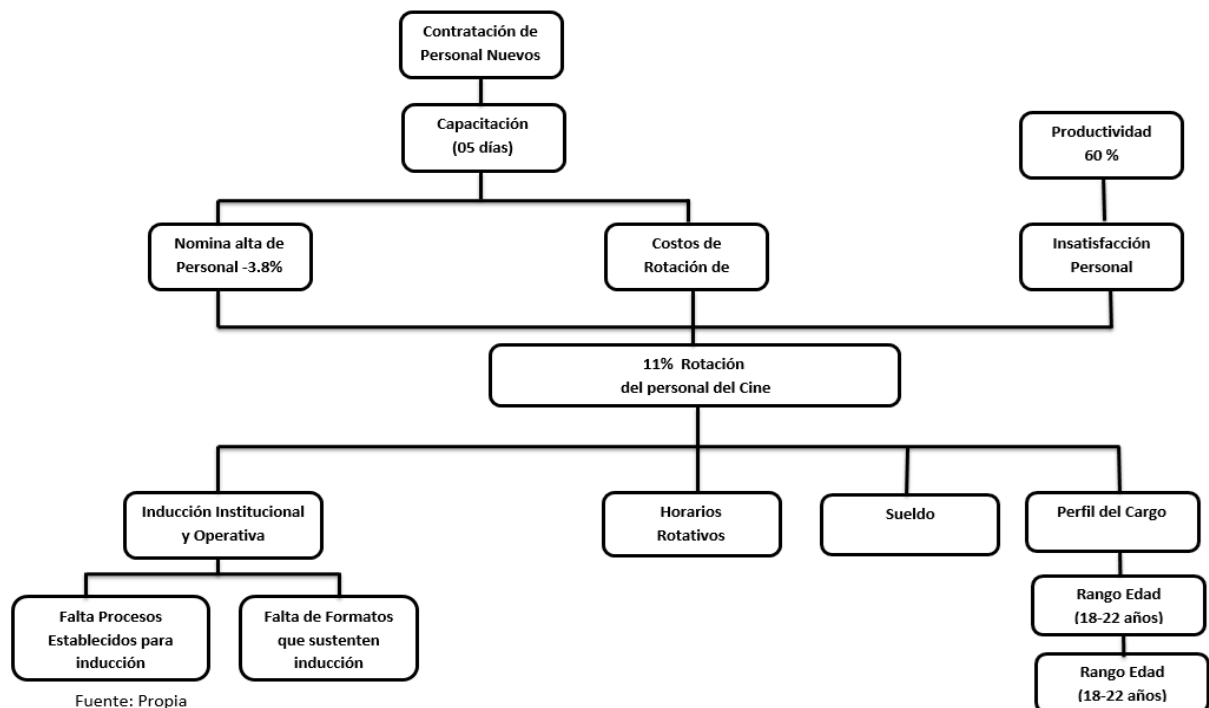 Contratación de
Personal Nuevos
Capacitación
(05 días)
Productividad
60 %
Nomina alta de
Personal -3.8%
Costos de
Rotación de
Insatisfacción
Personal
11% Rotación
del personal del Cine
Inducción Institucional
y Operativa
Horarios
Rotativos
Sueldo
Perfil del Cargo
Falta Procesos
Establecidos para
inducción
Falta de Formatos
que sustenten
inducción
Rango Edad
(18-22 años)
Rango Edad
(18-22 años)
Fuente: Propia